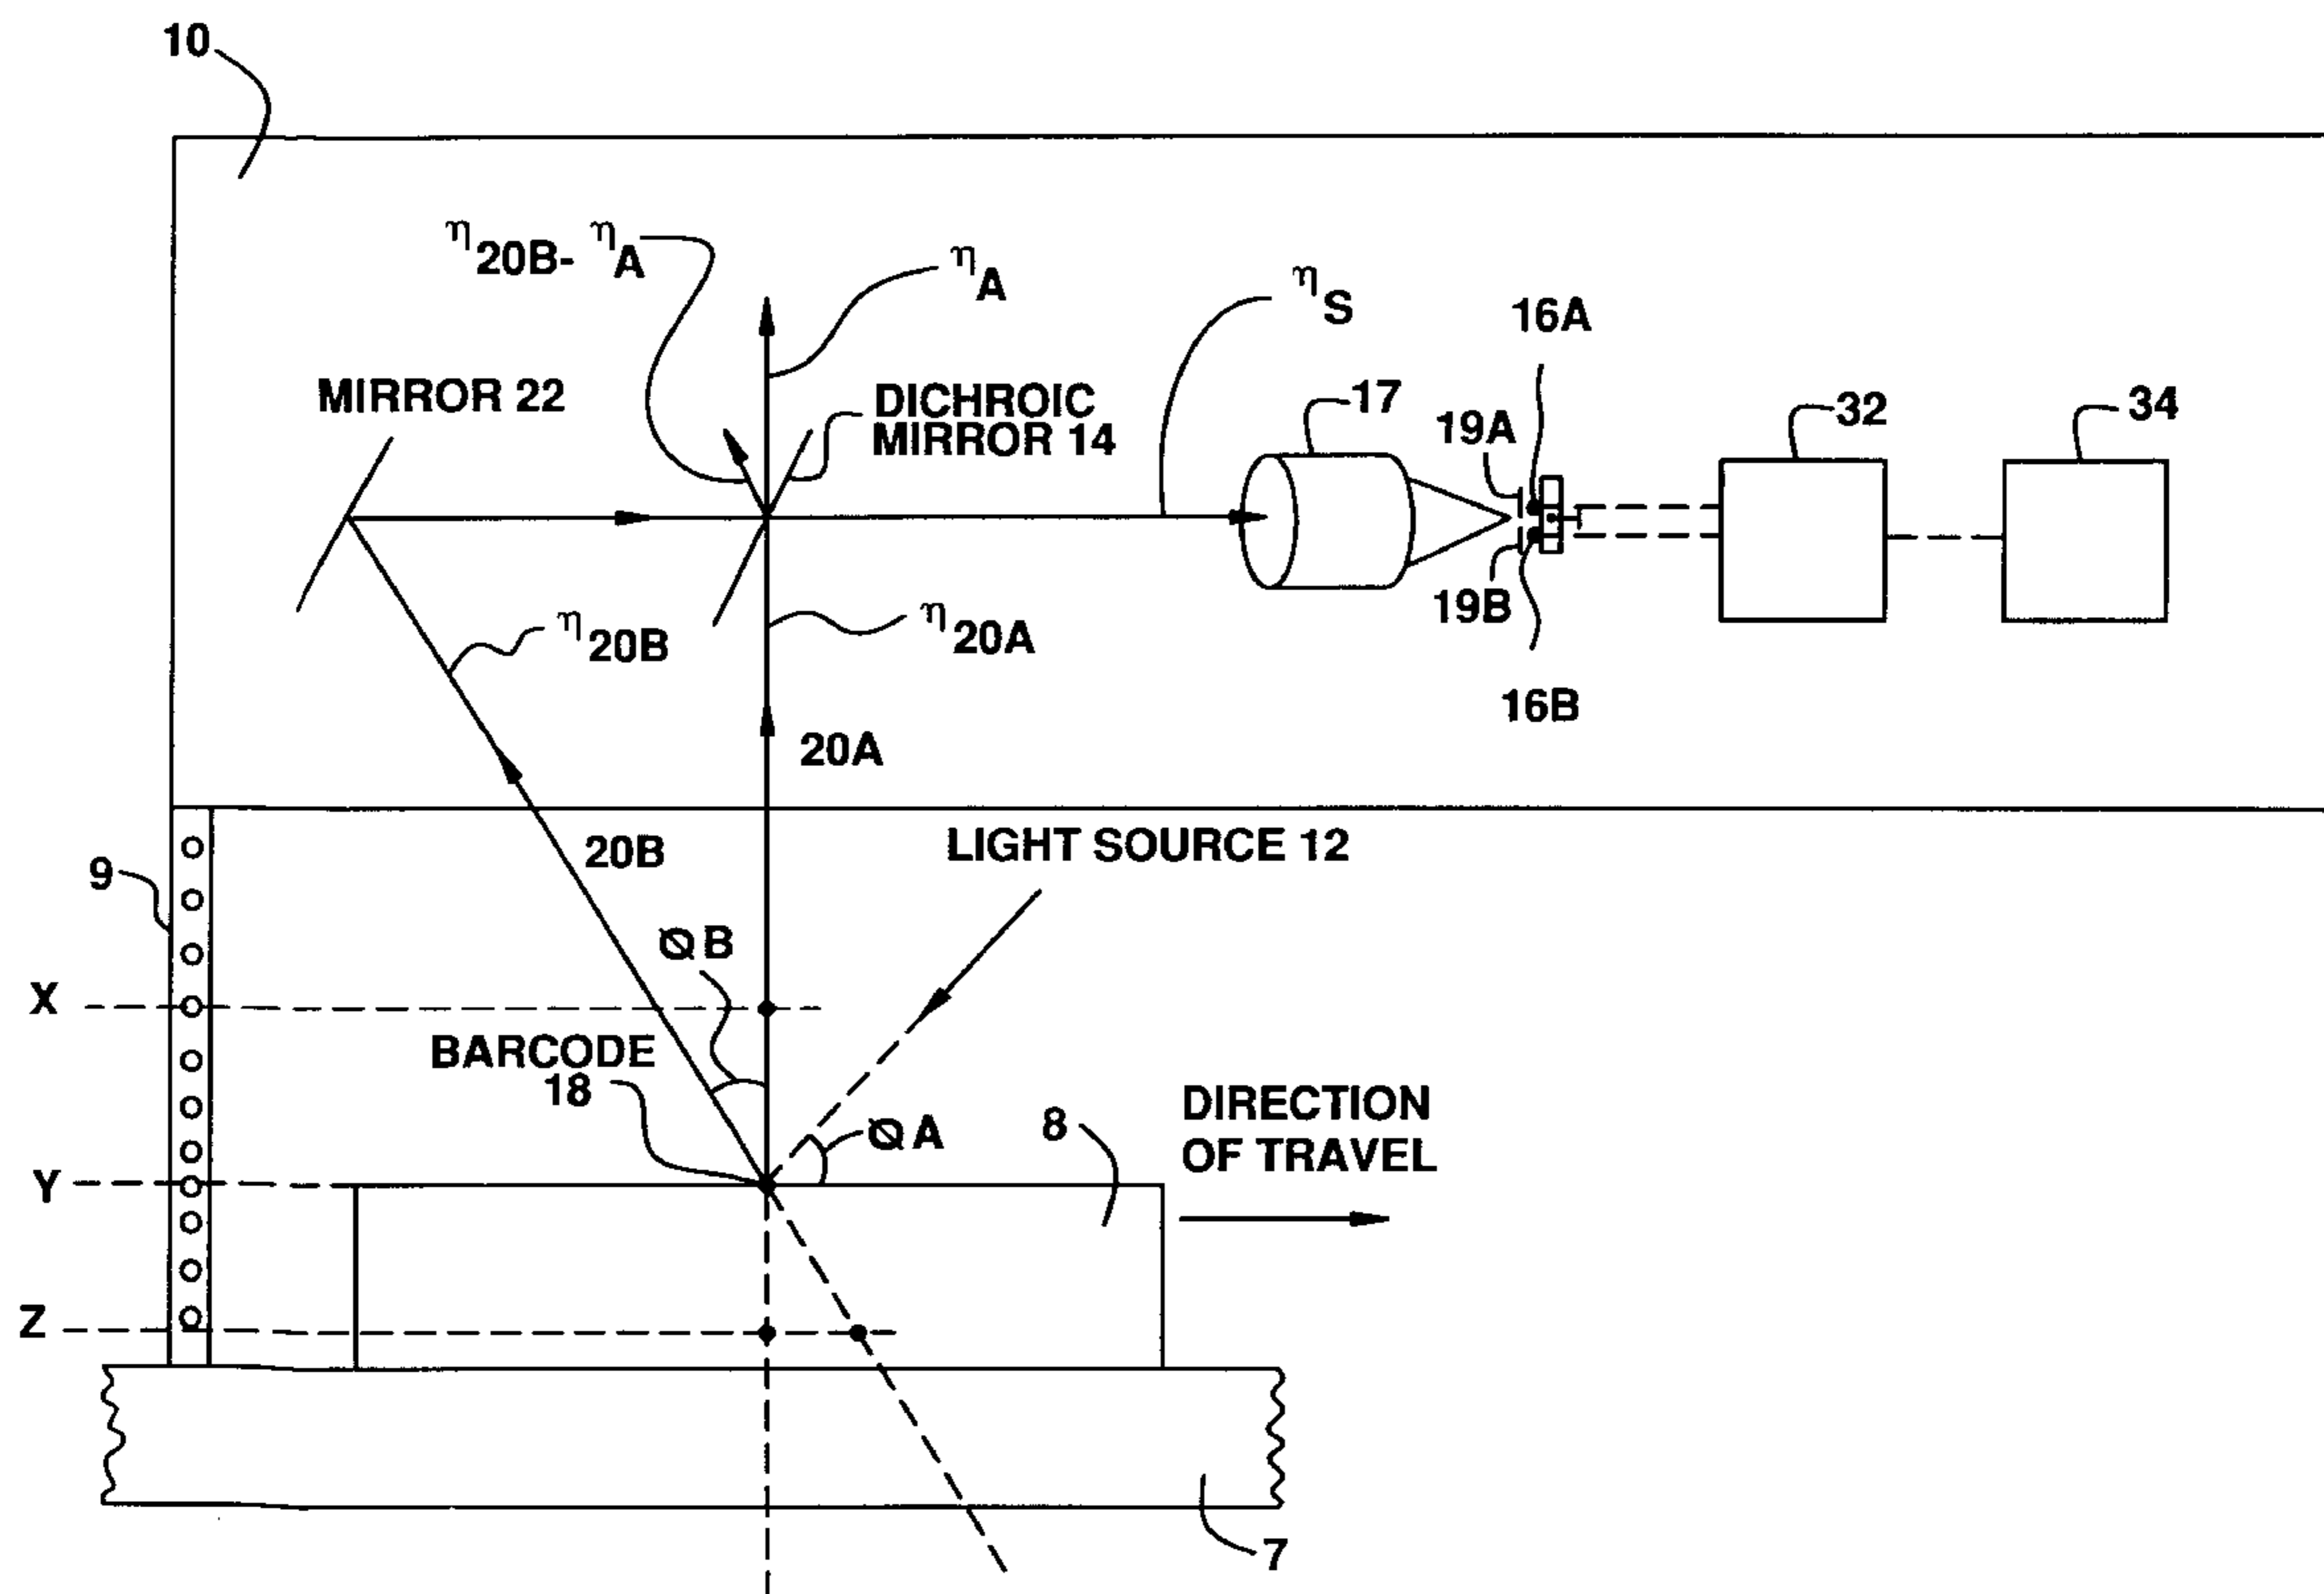 10
η20B- ηA
ηA
ηS
16A
MIRROR 22
DICHROIC
MIRROR 14
17
19A
32
34
19B
η20B
η20A
16B
20A
20B
LIGHT SOURCE 12
9
ØB
X
BARCODE
18
ØA
8
DIRECTION
OF TRAVEL
Y
Z
7